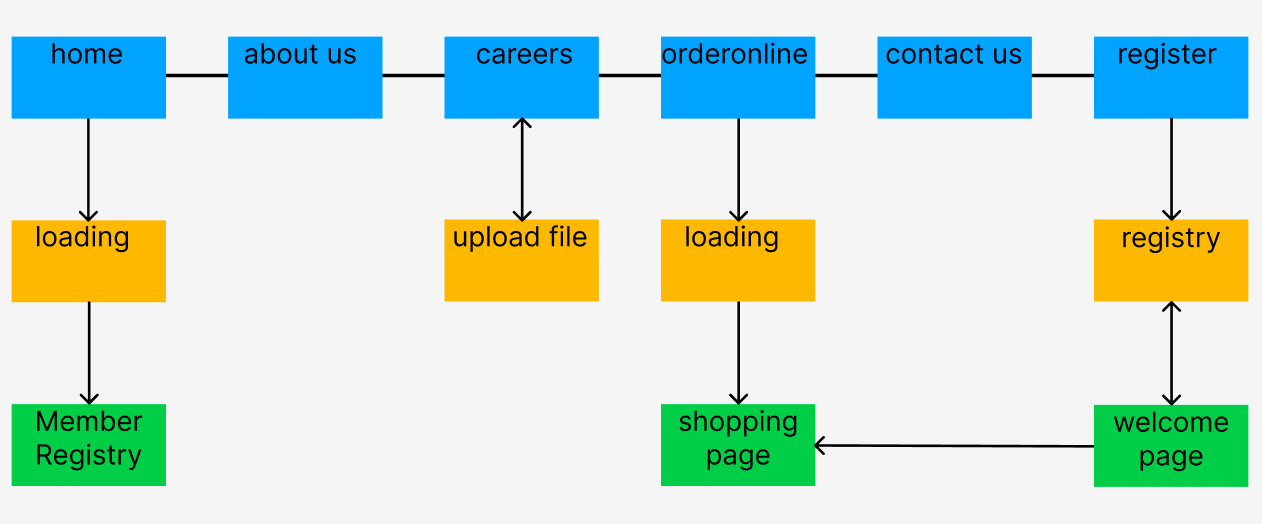 home
about us
careers
orderonline
contact us
register
loading
upload file
loading
registry
Member
Registry
shopping
page
welcome
page